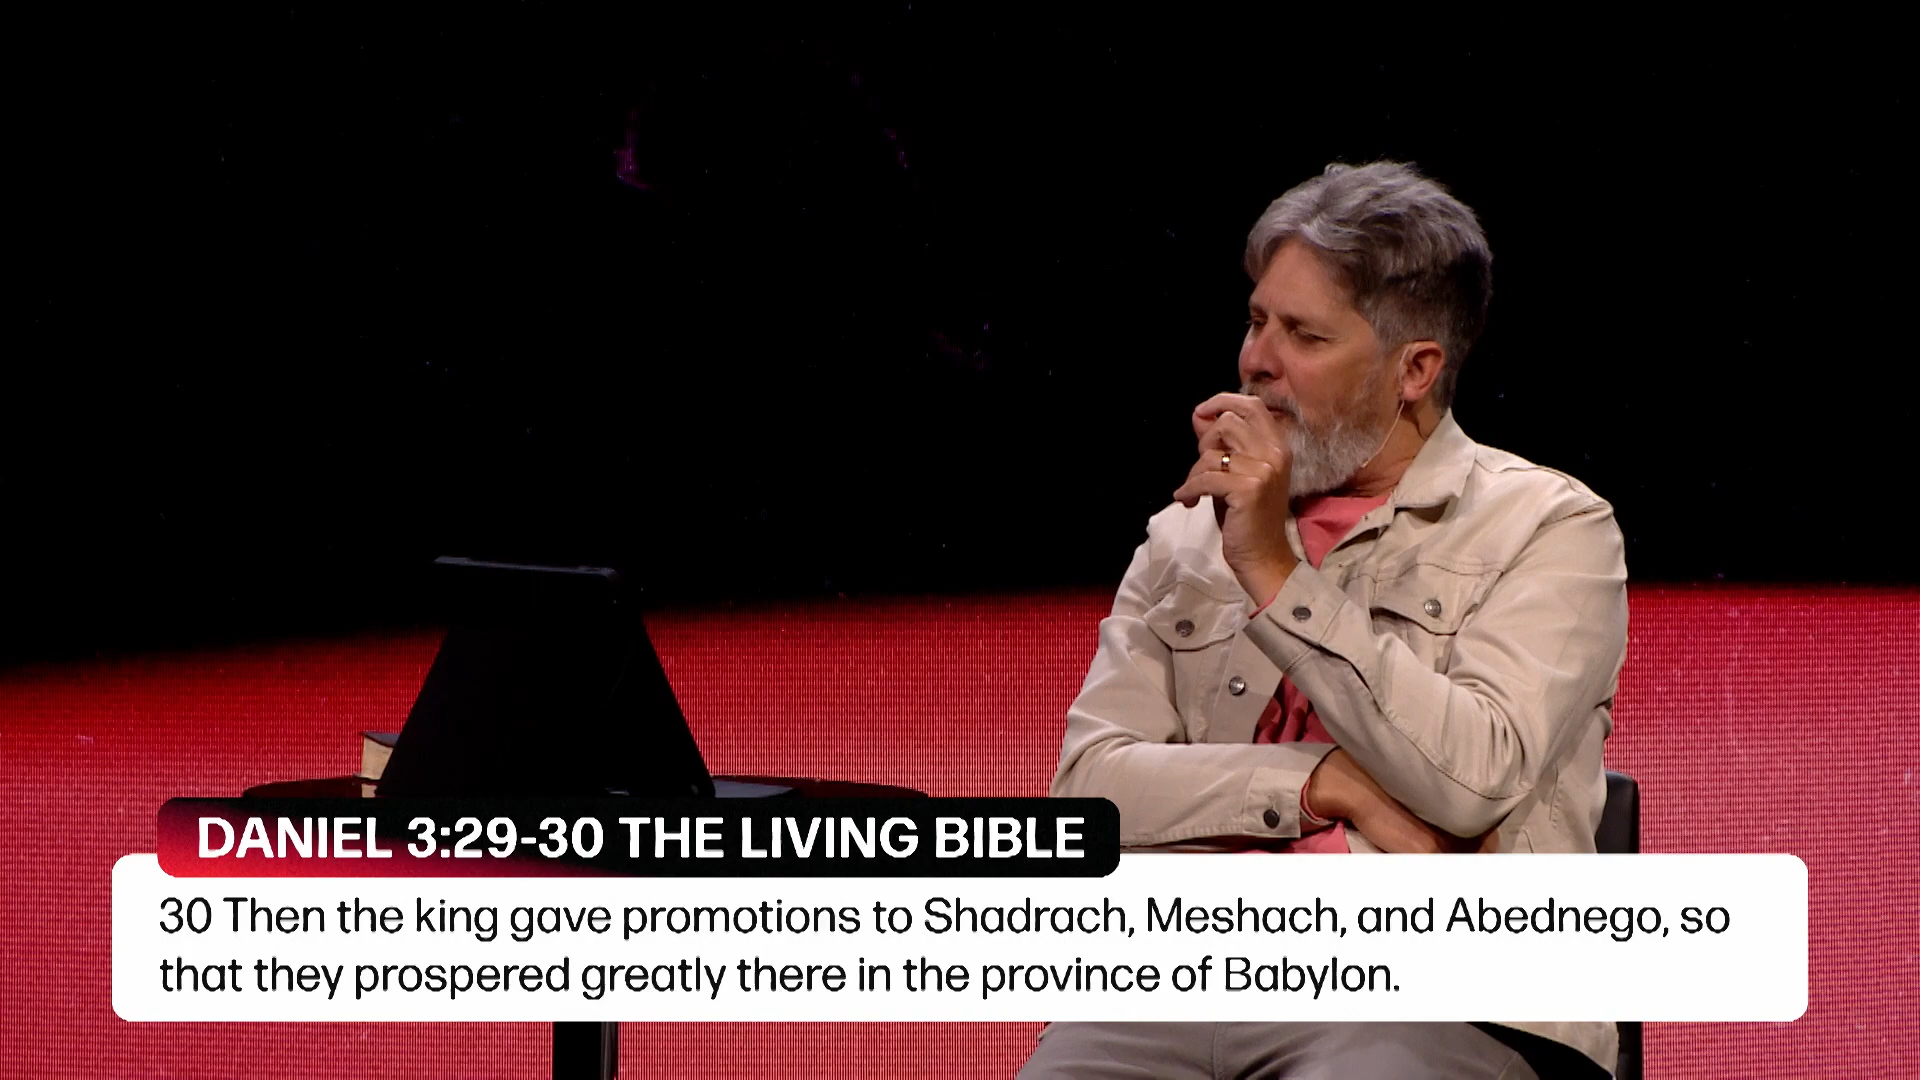 DANIEL 3:29-30 THE LIVING BIBLE
30 Then the king gave promotions to Shadrach, Meshach, and Abednego, so
that they prospered greatly there in the province of Babylon.